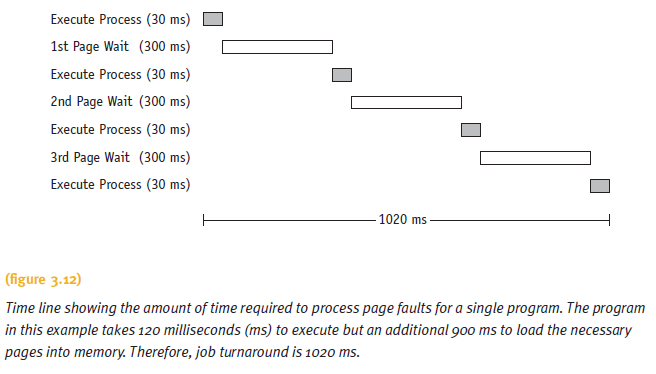 Execute Process (30 ms)
1st Page Wait (300 ms)
Execute Process (30 ms)
2nd Page Wait (300 ms)
Execute Process (30 ms)
3rd Page Wait (300 ms)
Execute Process (30 ms)
1020 ms
(figure 3.12)
Time line showing the amount of time required to process page faults for a single program. The program
in this example takes 120 milliseconds (ms) to execute but an additional 900 ms to load the necessary
pages into memory. Therefore, job turnaround is 1020 ms.